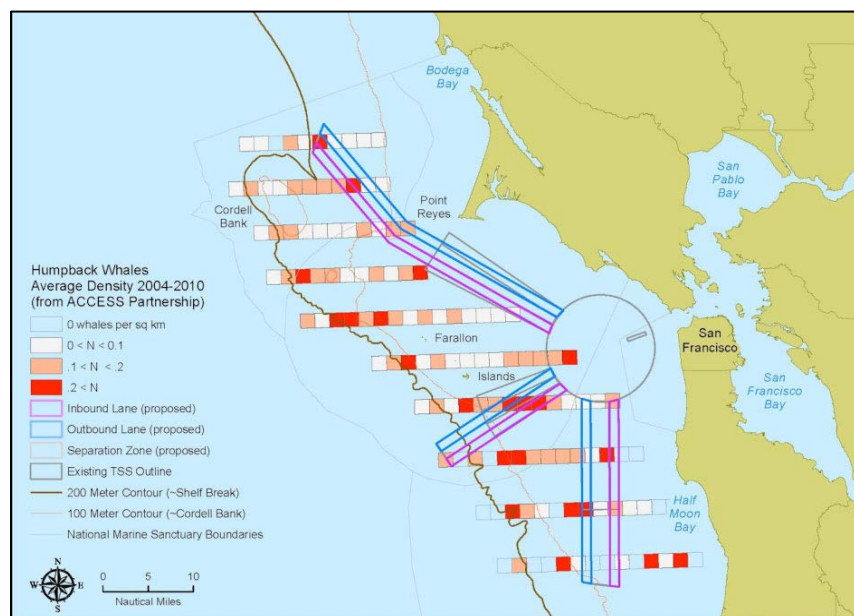 Bodega
Bay
San
Pablo
Bay
Point
Reyes
Cordell
Bank
Humpback Whales
Average Density 2004-2010
(from ACCESS Partnership)
0 whales per sq km
0 < N < 0.1
.1 < N < .2
.2 < N
Inbound Lane (proposed)
Outbound Lane (proposed)
Separation Zone (proposed)
Existing TSS Outline
200 Meter Contour (~Shelf Break)
100 Meter Contour (~Cordell Bank)
National Marine Sanctuary Boundaries
Farallon
Islands
San
Francisco
San
Francisco
Bay
Half
Moon
Bay
N
W
E
S
0
5
10
Nautical Miles